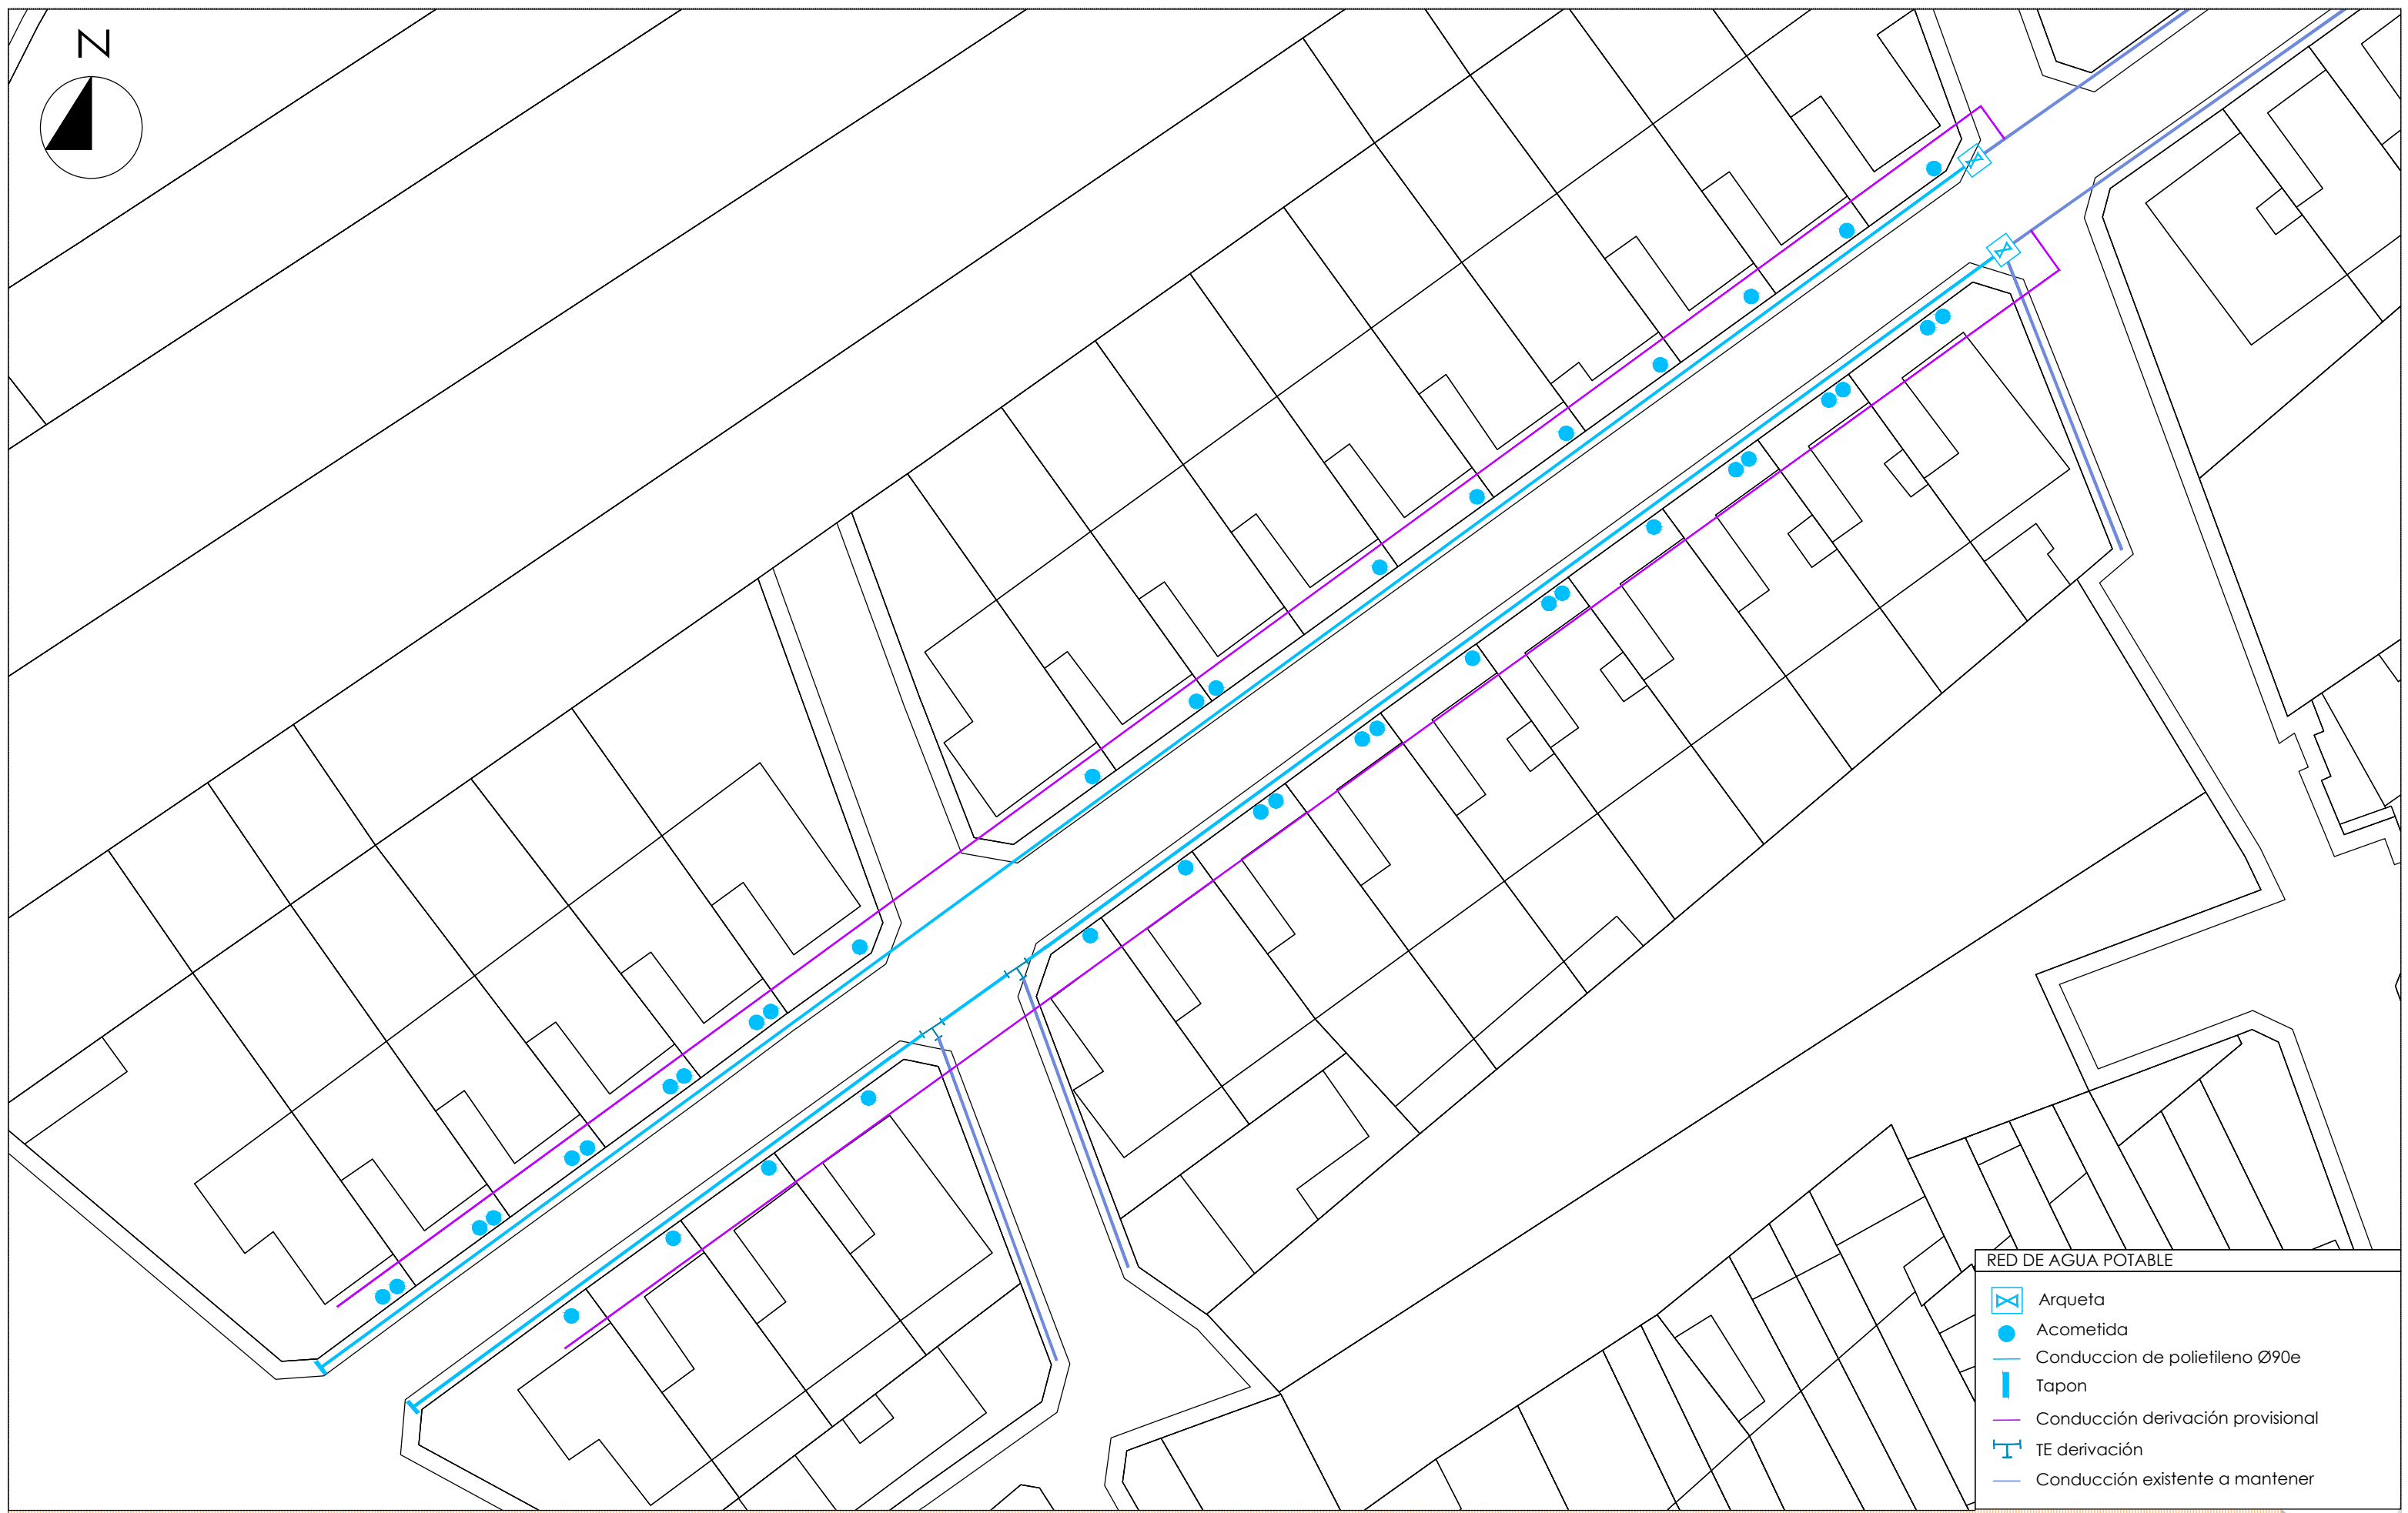 N
RED DE AGUA POTABLE
Arqueta
Acometida
Conduccion de polietileno Ø90e
Tapon
Conducción derivación provisional
TE derivación
Conducción existente a mantener